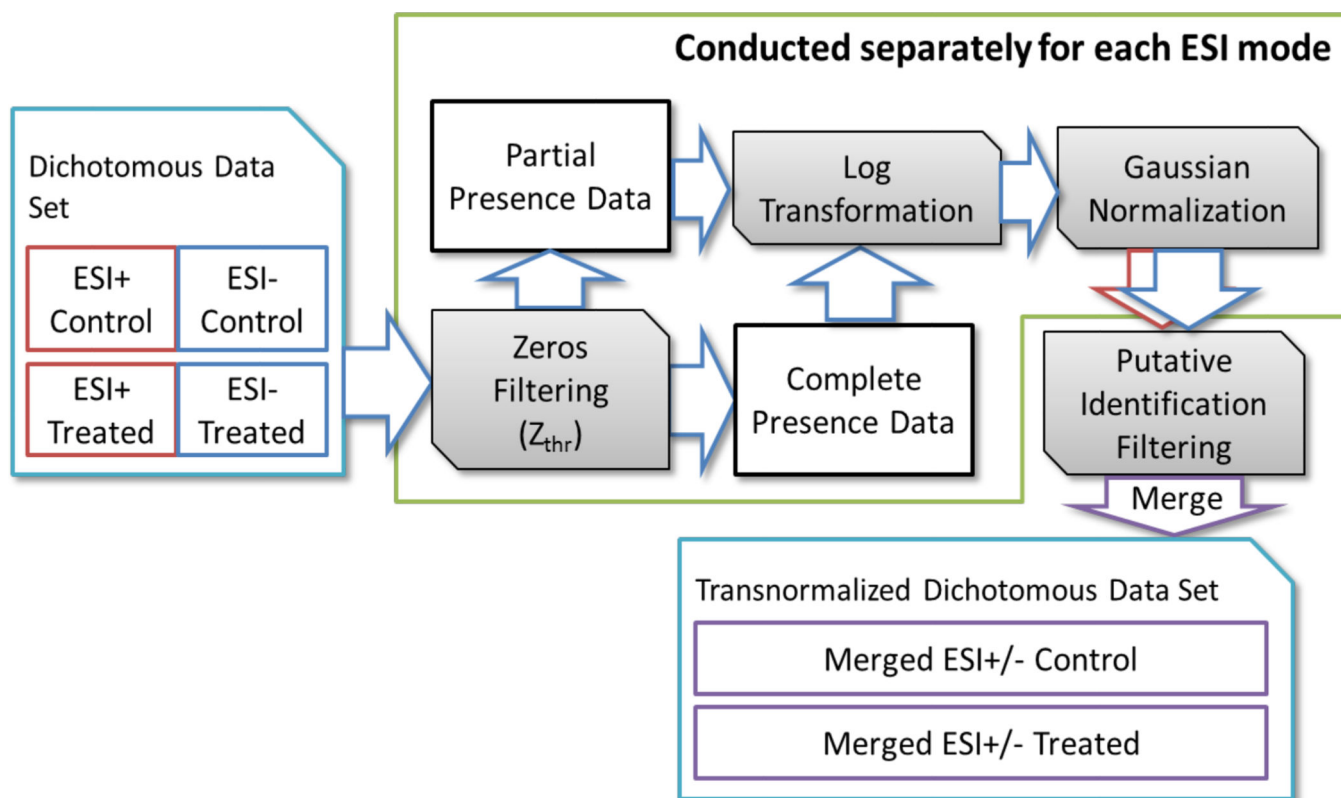 Conducted separately for each ESI mode
Dichotomous Data
Set
ESI+
Control
ESI-
Control
ESI+
Treated
ESI-
Treated
Partial
Presence Data
Log
Transformation
Gaussian
Normalization
Zeros
Filtering
(Zthr)
Complete
Presence Data
Putative
Identification
Filtering
Merge
Transnormalized Dichotomous Data Set
Merged ESI+/- Control
Merged ESI+/- Treated